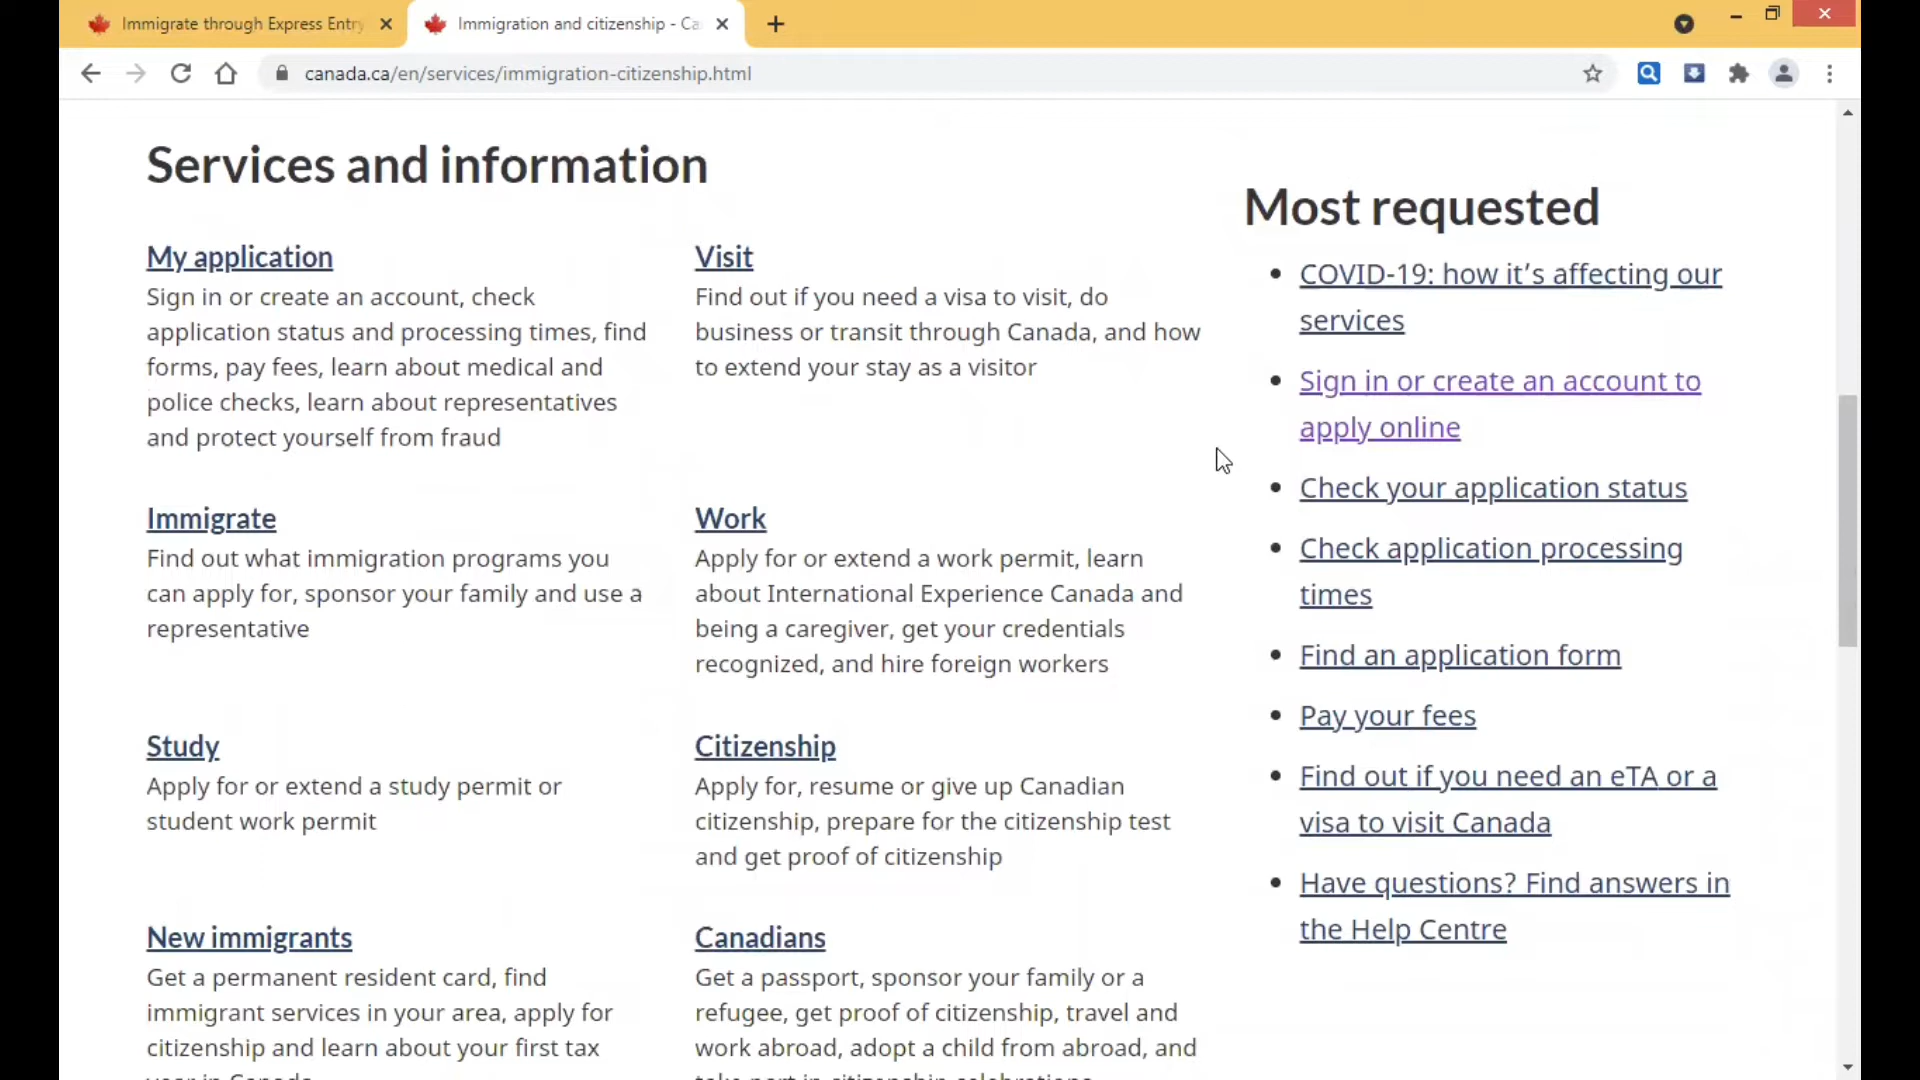 Immigrate through Express Entry
Immigration and citizenship - Ca
canada.ca/en/services/immigration-citizenship.html
Services and information
My application
Sign in or create an account, check
application status and processing times, find
forms, pay fees, learn about medical and
police checks, learn about representatives
and protect yourself from fraud
Visit
Find out if you need a visa to visit, do
business or transit through Canada, and how
to extend your stay as a visitor
Immigrate
Find out what immigration programs you
can apply for, sponsor your family and use a
representative
Work
Apply for or extend a work permit, learn
about International Experience Canada and
being a caregiver, get your credentials
recognized, and hire foreign workers
Study
Apply for or extend a study permit or
student work permit
Citizenship
Apply for, resume or give up Canadian
citizenship, prepare for the citizenship test
and get proof of citizenship
New immigrants
Get a permanent resident card, find
immigrant services in your area, apply for
citizenship and learn about your first tax
year in Canada
Canadians
Get a passport, sponsor your family or a
refugee, get proof of citizenship, travel and
work abroad, adopt a child from abroad, and
take part in citizenship celebrations
Most requested
COVID-19: how it’s affecting our
services
Sign in or create an account to
apply online
Check your application status
Check application processing
times
Find an application form
Pay your fees
Find out if you need an eTA or a
visa to visit Canada
Have questions? Find answers in
the Help Centre